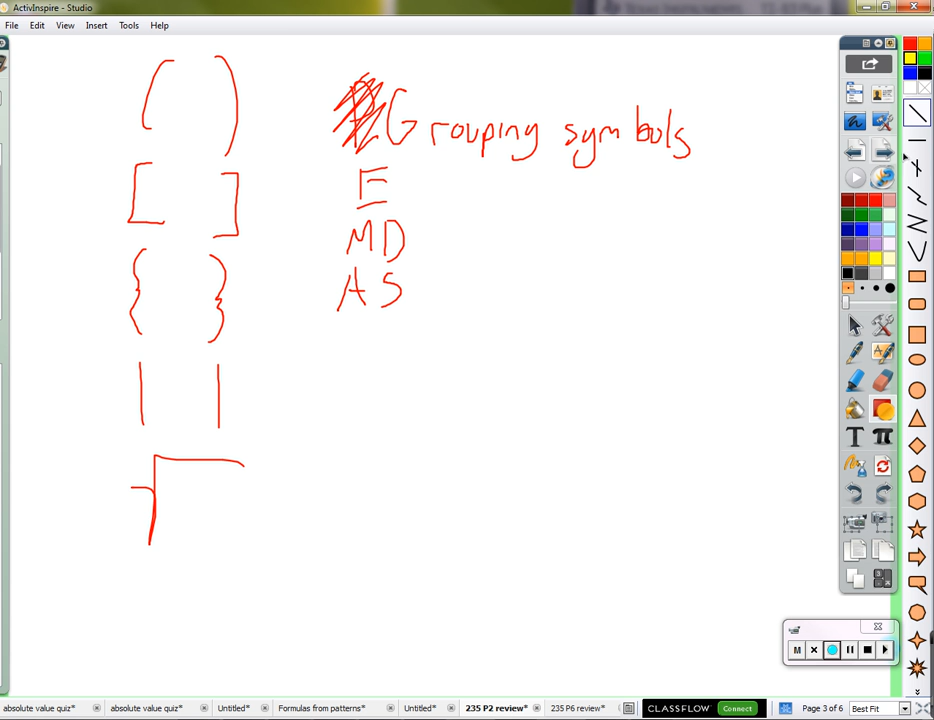 ActivInspire - Studio
File Edit View Insert Tools Help
( )
Grouping symbols
[ ]
E
{ }
MD
AS
| |
√
M
absolute value quiz* absolute value quiz* Untitled* Formulas from patterns* Untitled* 235 P2 review* 235 P6 review* CLASSFLOW Connect Page 3 of 6 Best Fit